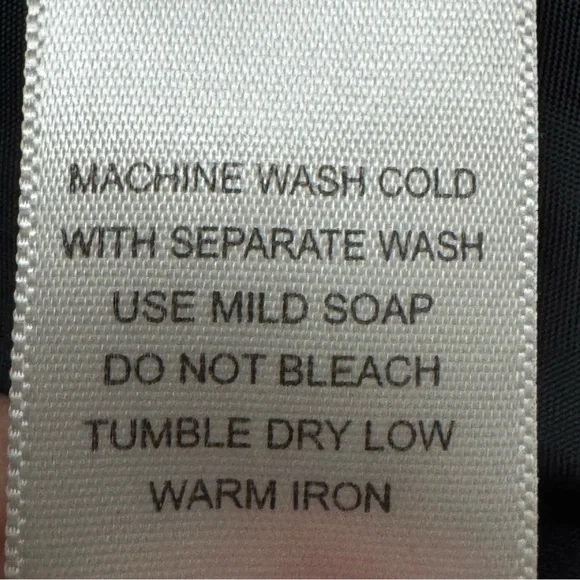 MACHINE WASH COLD
WITH SEPARATE WASH
USE MILD SOAP
DO NOT BLEACH
TUMBLE DRY LOW
WARM IRON